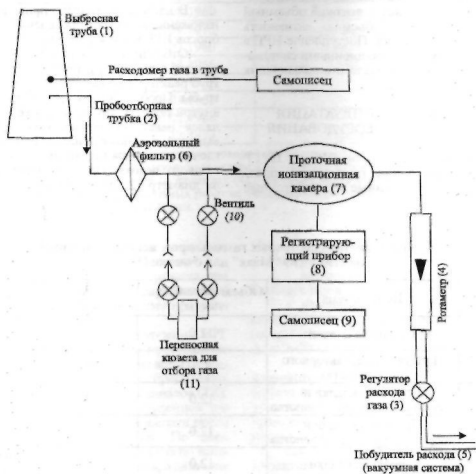 Выбросная
труба (1)
Расходомер газа в трубе
Самописец
Пробоотборная
трубка (2)
Аэрозольный
фильтр (6)
Проточная
ионизационная
камера (7)
Вентиль
(10)
Регистрирую-
щий прибор
(8)
Ротаметр (4)
Самописец (9)
Переносная
кювета для
отбора газа
(11)
Регулятор
расхода
газа (3)
Побудитель расхода (5)
(вакуумная система)